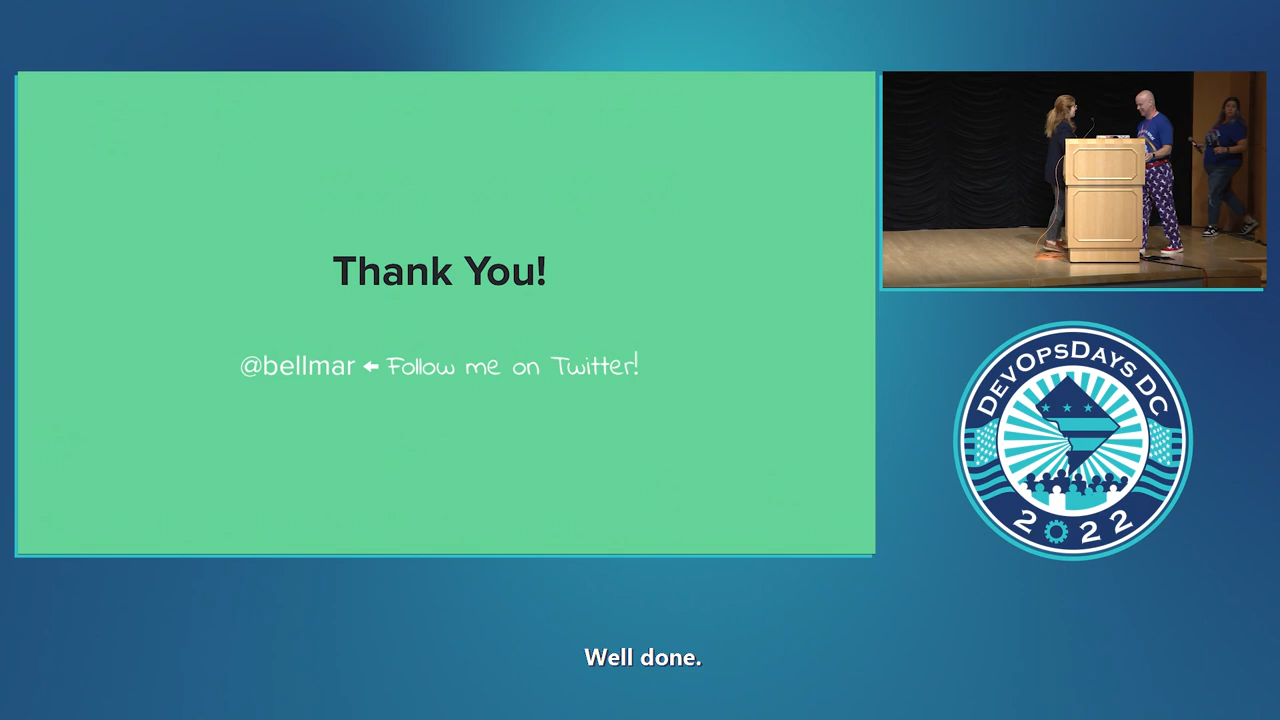 Thank You!
@bellmar ← Follow me on Twitter!
DEVOPSDAYS DC
2022
Well done.